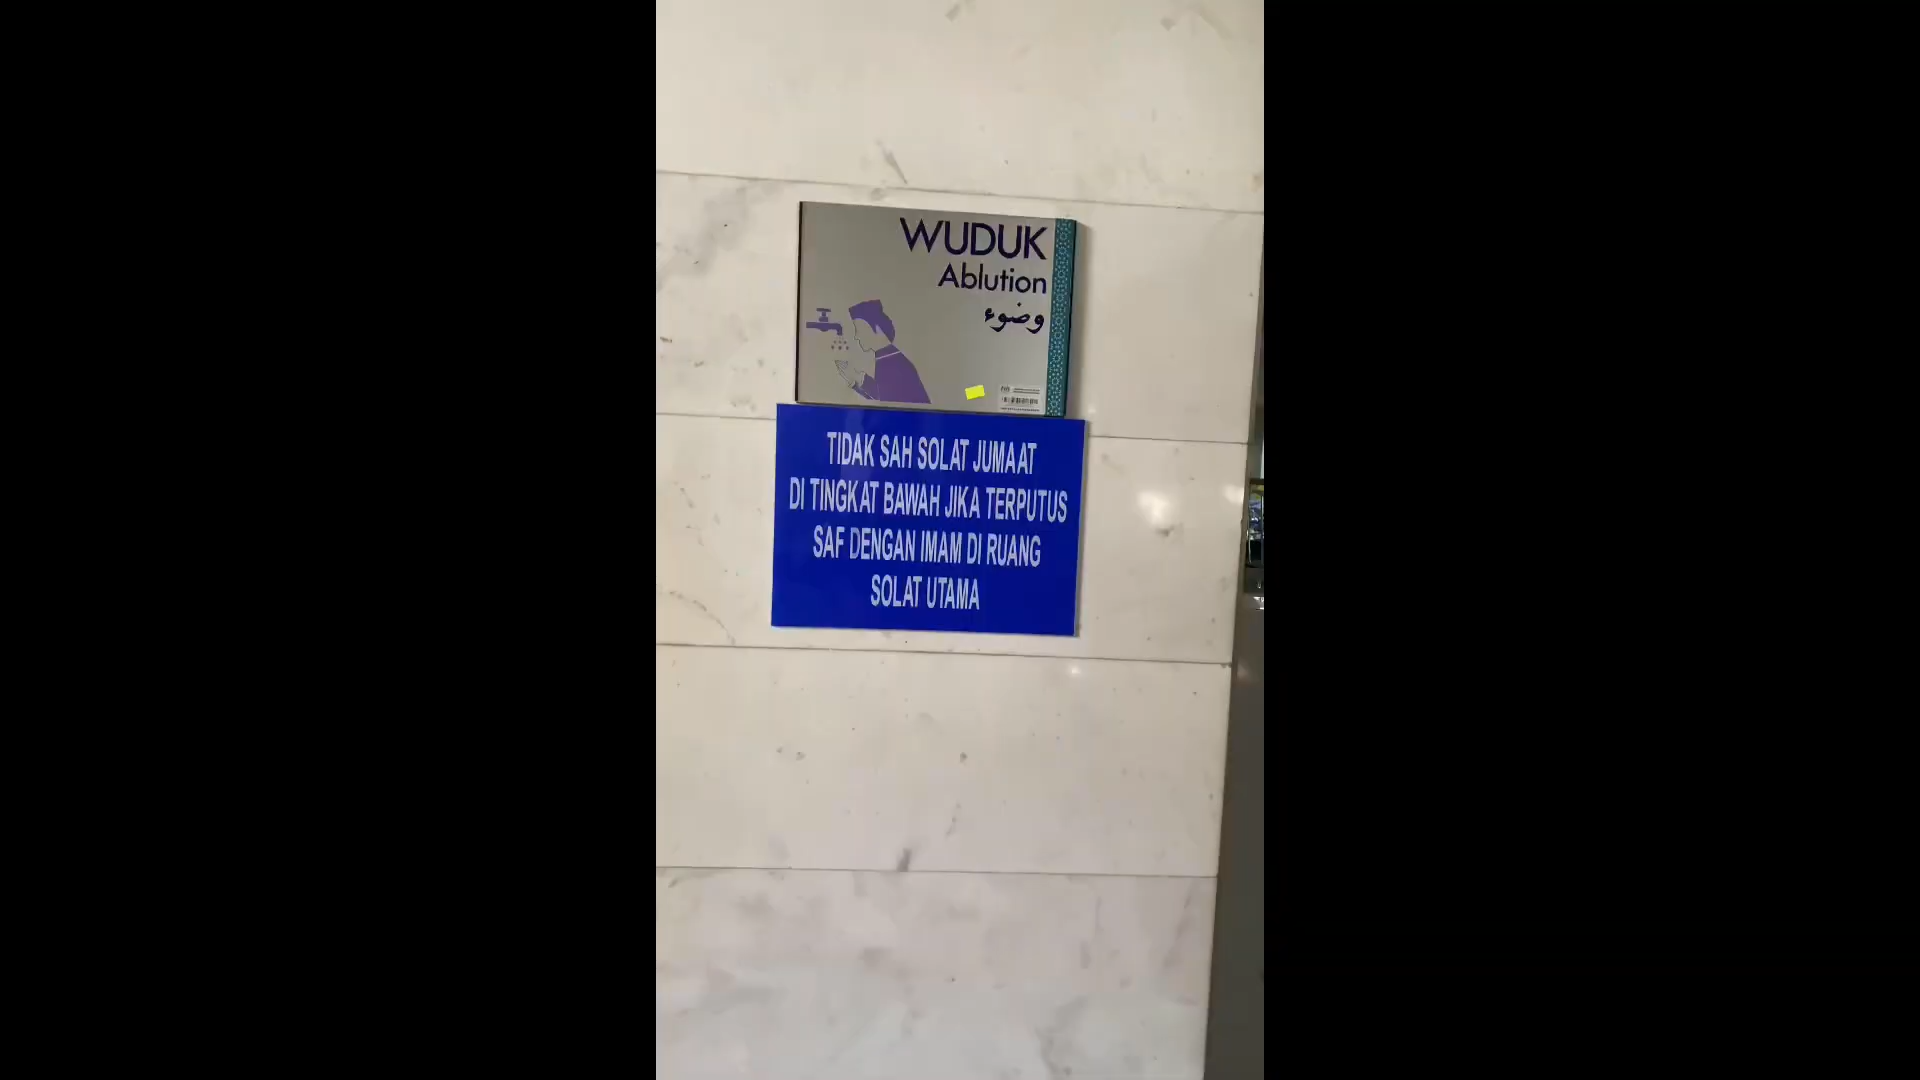 WUDUK
Ablution
وضوء
TIDAK SAH SOLAT JUMAAT
DI TINGKAT BAWAH JIKA TERPUTUS
SAF DENGAN IMAM DI RUANG
SOLAT UTAMA